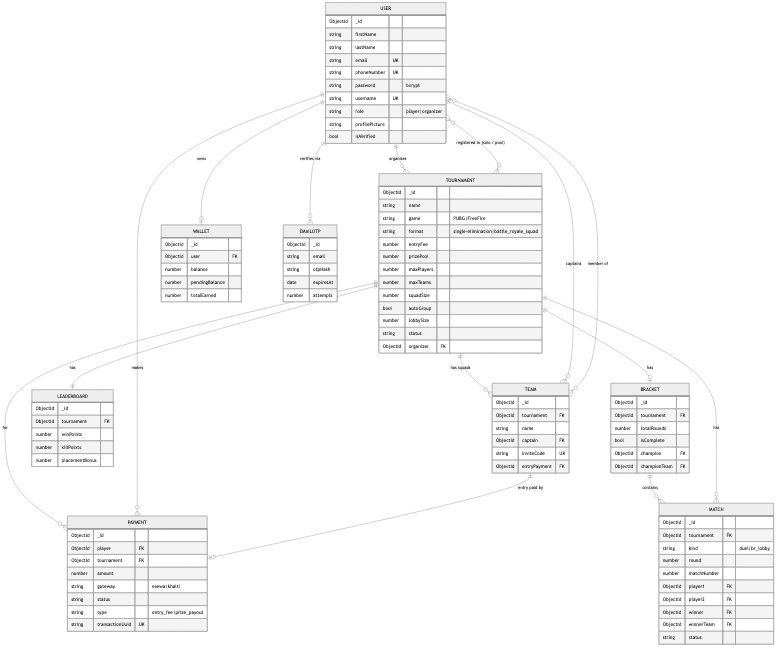 USER
ObjectId _id
string firstName
string lastName
string email UK
string phoneNumber UK
string password bcrypt
string username UK
string role player|organizer
string profilePicture
bool isVerified
owns
verifies via
organizes
registered in (solo / pool)
captains
member of
WALLET
ObjectId _id
ObjectId user FK
number balance
number pendingBalance
number totalEarned
EMAILOTP
ObjectId _id
string email
string otpHash
date expiresAt
number attempts
TOURNAMENT
ObjectId _id
string name
string game PUBG|FreeFire
string format single-elimination|battle_royale_squad
number entryFee
number prizePool
number maxPlayers
number maxTeams
number squadSize
bool autoGroup
number lobbySize
string status
ObjectId organizer FK
has
makes
has squads
has
has
for
LEADERBOARD
ObjectId _id
ObjectId tournament FK
number winPoints
number killPoints
number placementBonus
TEAM
ObjectId _id
ObjectId tournament FK
string name
ObjectId captain FK
string inviteCode UK
ObjectId entryPayment FK
BRACKET
ObjectId _id
ObjectId tournament FK
number totalRounds
bool isComplete
ObjectId champion FK
ObjectId championTeam FK
entry paid by
contains
PAYMENT
ObjectId _id
ObjectId player FK
ObjectId tournament FK
number amount
string gateway esewa|khalti
string status
string type entry_fee|prize_payout
string transactionUuid UK
MATCH
ObjectId _id
ObjectId tournament FK
string kind duel|br_lobby
number round
number matchNumber
ObjectId player1 FK
ObjectId player2 FK
ObjectId winner FK
ObjectId winnerTeam FK
string status